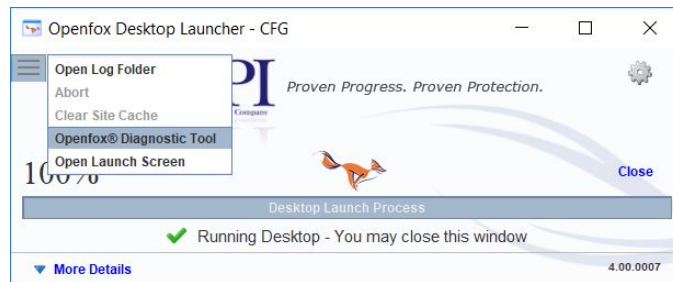 Openfox Desktop Launcher - CFG
Open Log Folder
Abort
Clear Site Cache
Openfox® Diagnostic Tool
Open Launch Screen
PI
Company
Proven Progress. Proven Protection.
100%
Close
Desktop Launch Process
Running Desktop - You may close this window
More Details
4.00.0007